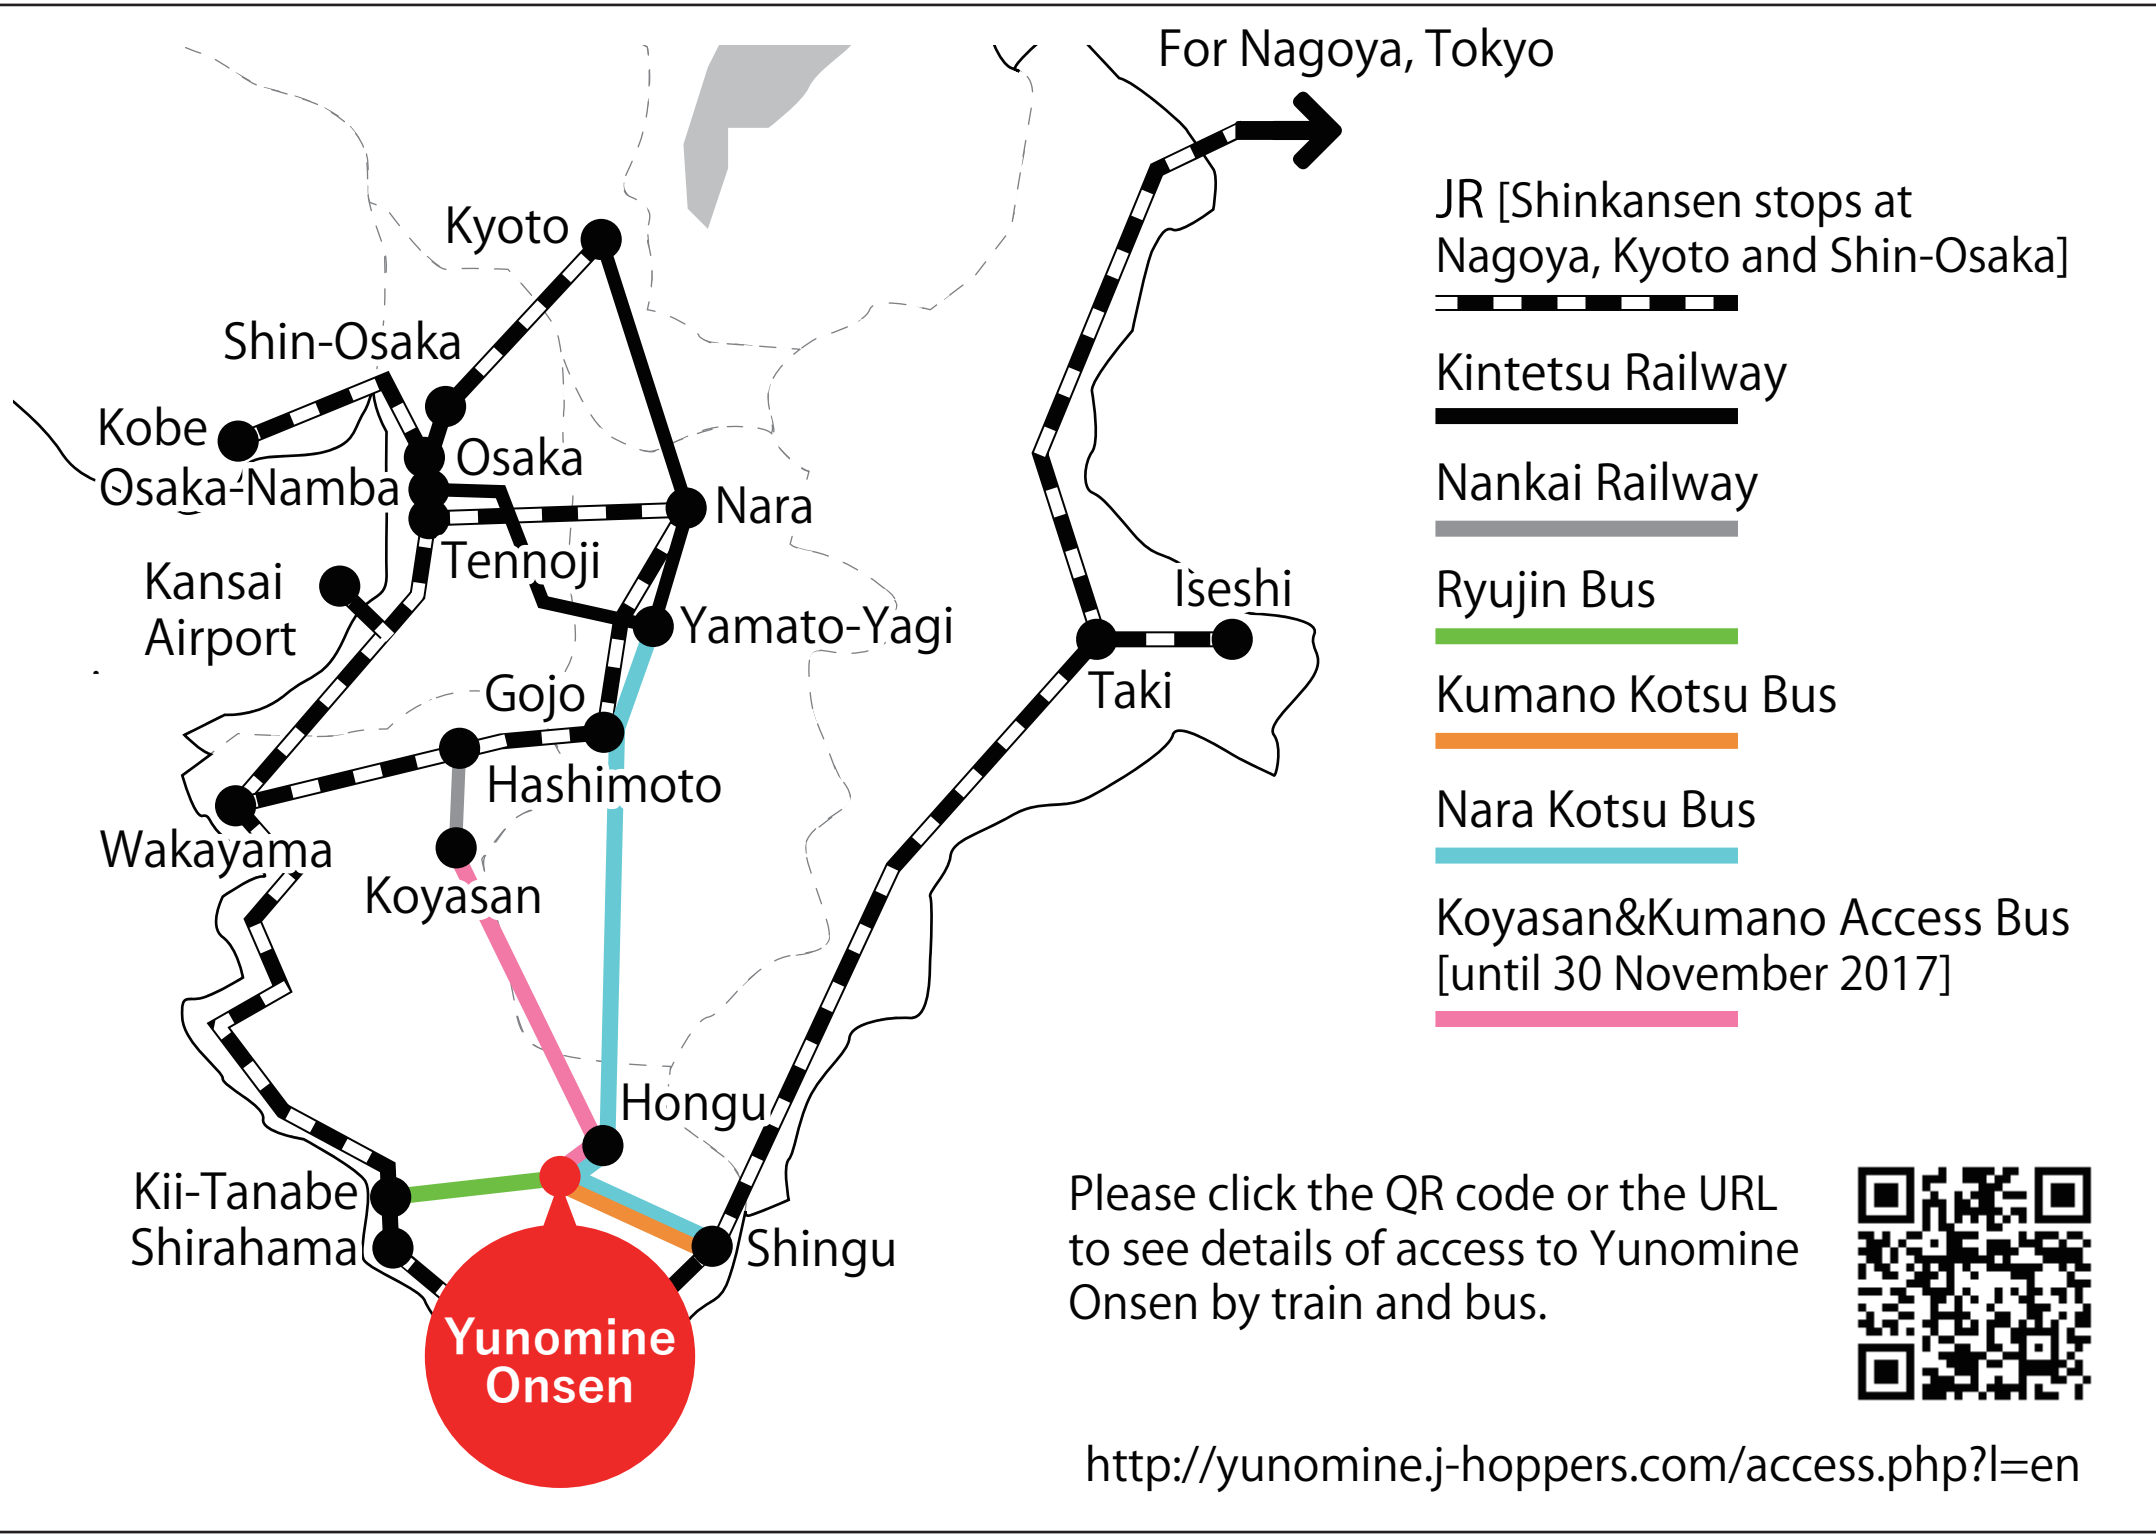 For Nagoya, Tokyo
JR [Shinkansen stops at
Nagoya, Kyoto and Shin-Osaka]
Kyoto
Shin-Osaka
Kintetsu Railway
Kobe
Osaka
Osaka-Namba
Nara
Nankai Railway
Tennoji
Kansai
Airport
Iseshi
Ryujin Bus
Yamato-Yagi
Gojo
Taki
Kumano Kotsu Bus
Hashimoto
Wakayama
Nara Kotsu Bus
Koyasan
Koyasan&Kumano Access Bus
[until 30 November 2017]
Hongu
Kii-Tanabe
Shirahama
Shingu
Yunomine
Onsen
Please click the QR code or the URL
to see details of access to Yunomine
Onsen by train and bus.
http://yunomine.j-hoppers.com/access.php?l=en